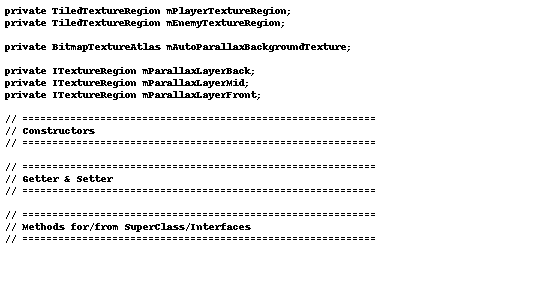 private TiledTextureRegion mPlayerTextureRegion;
private TiledTextureRegion mEnemyTextureRegion;
private BitmapTextureAtlas mAutoParallaxBackgroundTexture;
private ITextureRegion mParallaxLayerBack;
private ITextureRegion mParallaxLayerMid;
private ITextureRegion mParallaxLayerFront;
// ===========================================================
// Constructors
// ===========================================================
// ===========================================================
// Getter & Setter
// ===========================================================
// ===========================================================
// Methods for/from SuperClass/Interfaces
// ===========================================================